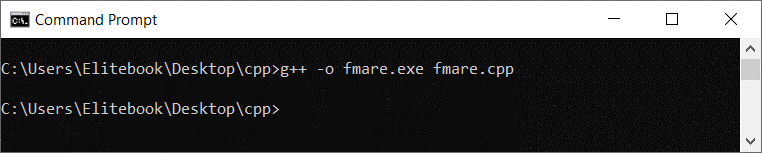 Command Prompt
C:\Users\Elitebook\Desktop\cpp>g++ -o fmare.exe fmare.cpp
C:\Users\Elitebook\Desktop\cpp>